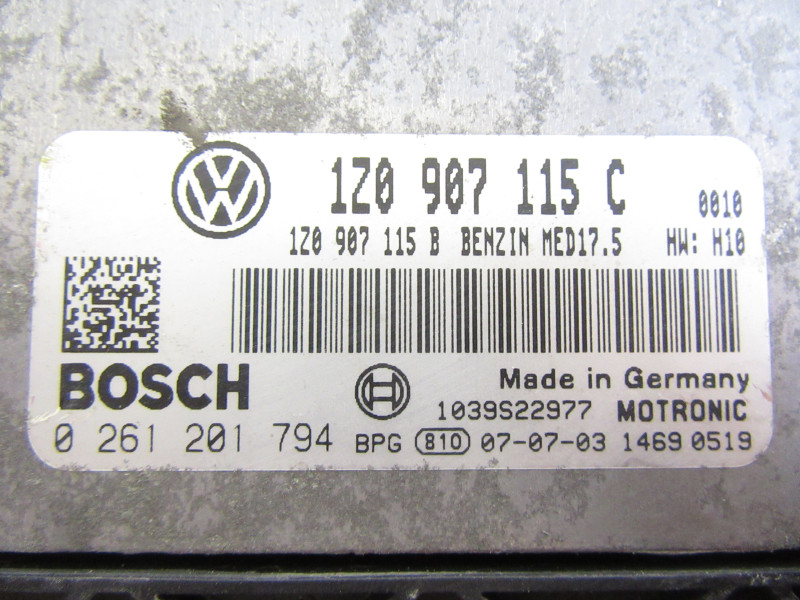 1Z0 907 115 C 0010
1Z0 907 115 B BENZIN MED17.5 HW: H10
BOSCH
Made in Germany
1039S22977 MOTRONIC
0 261 201 794 BPG 810 07-07-03 1469 0519